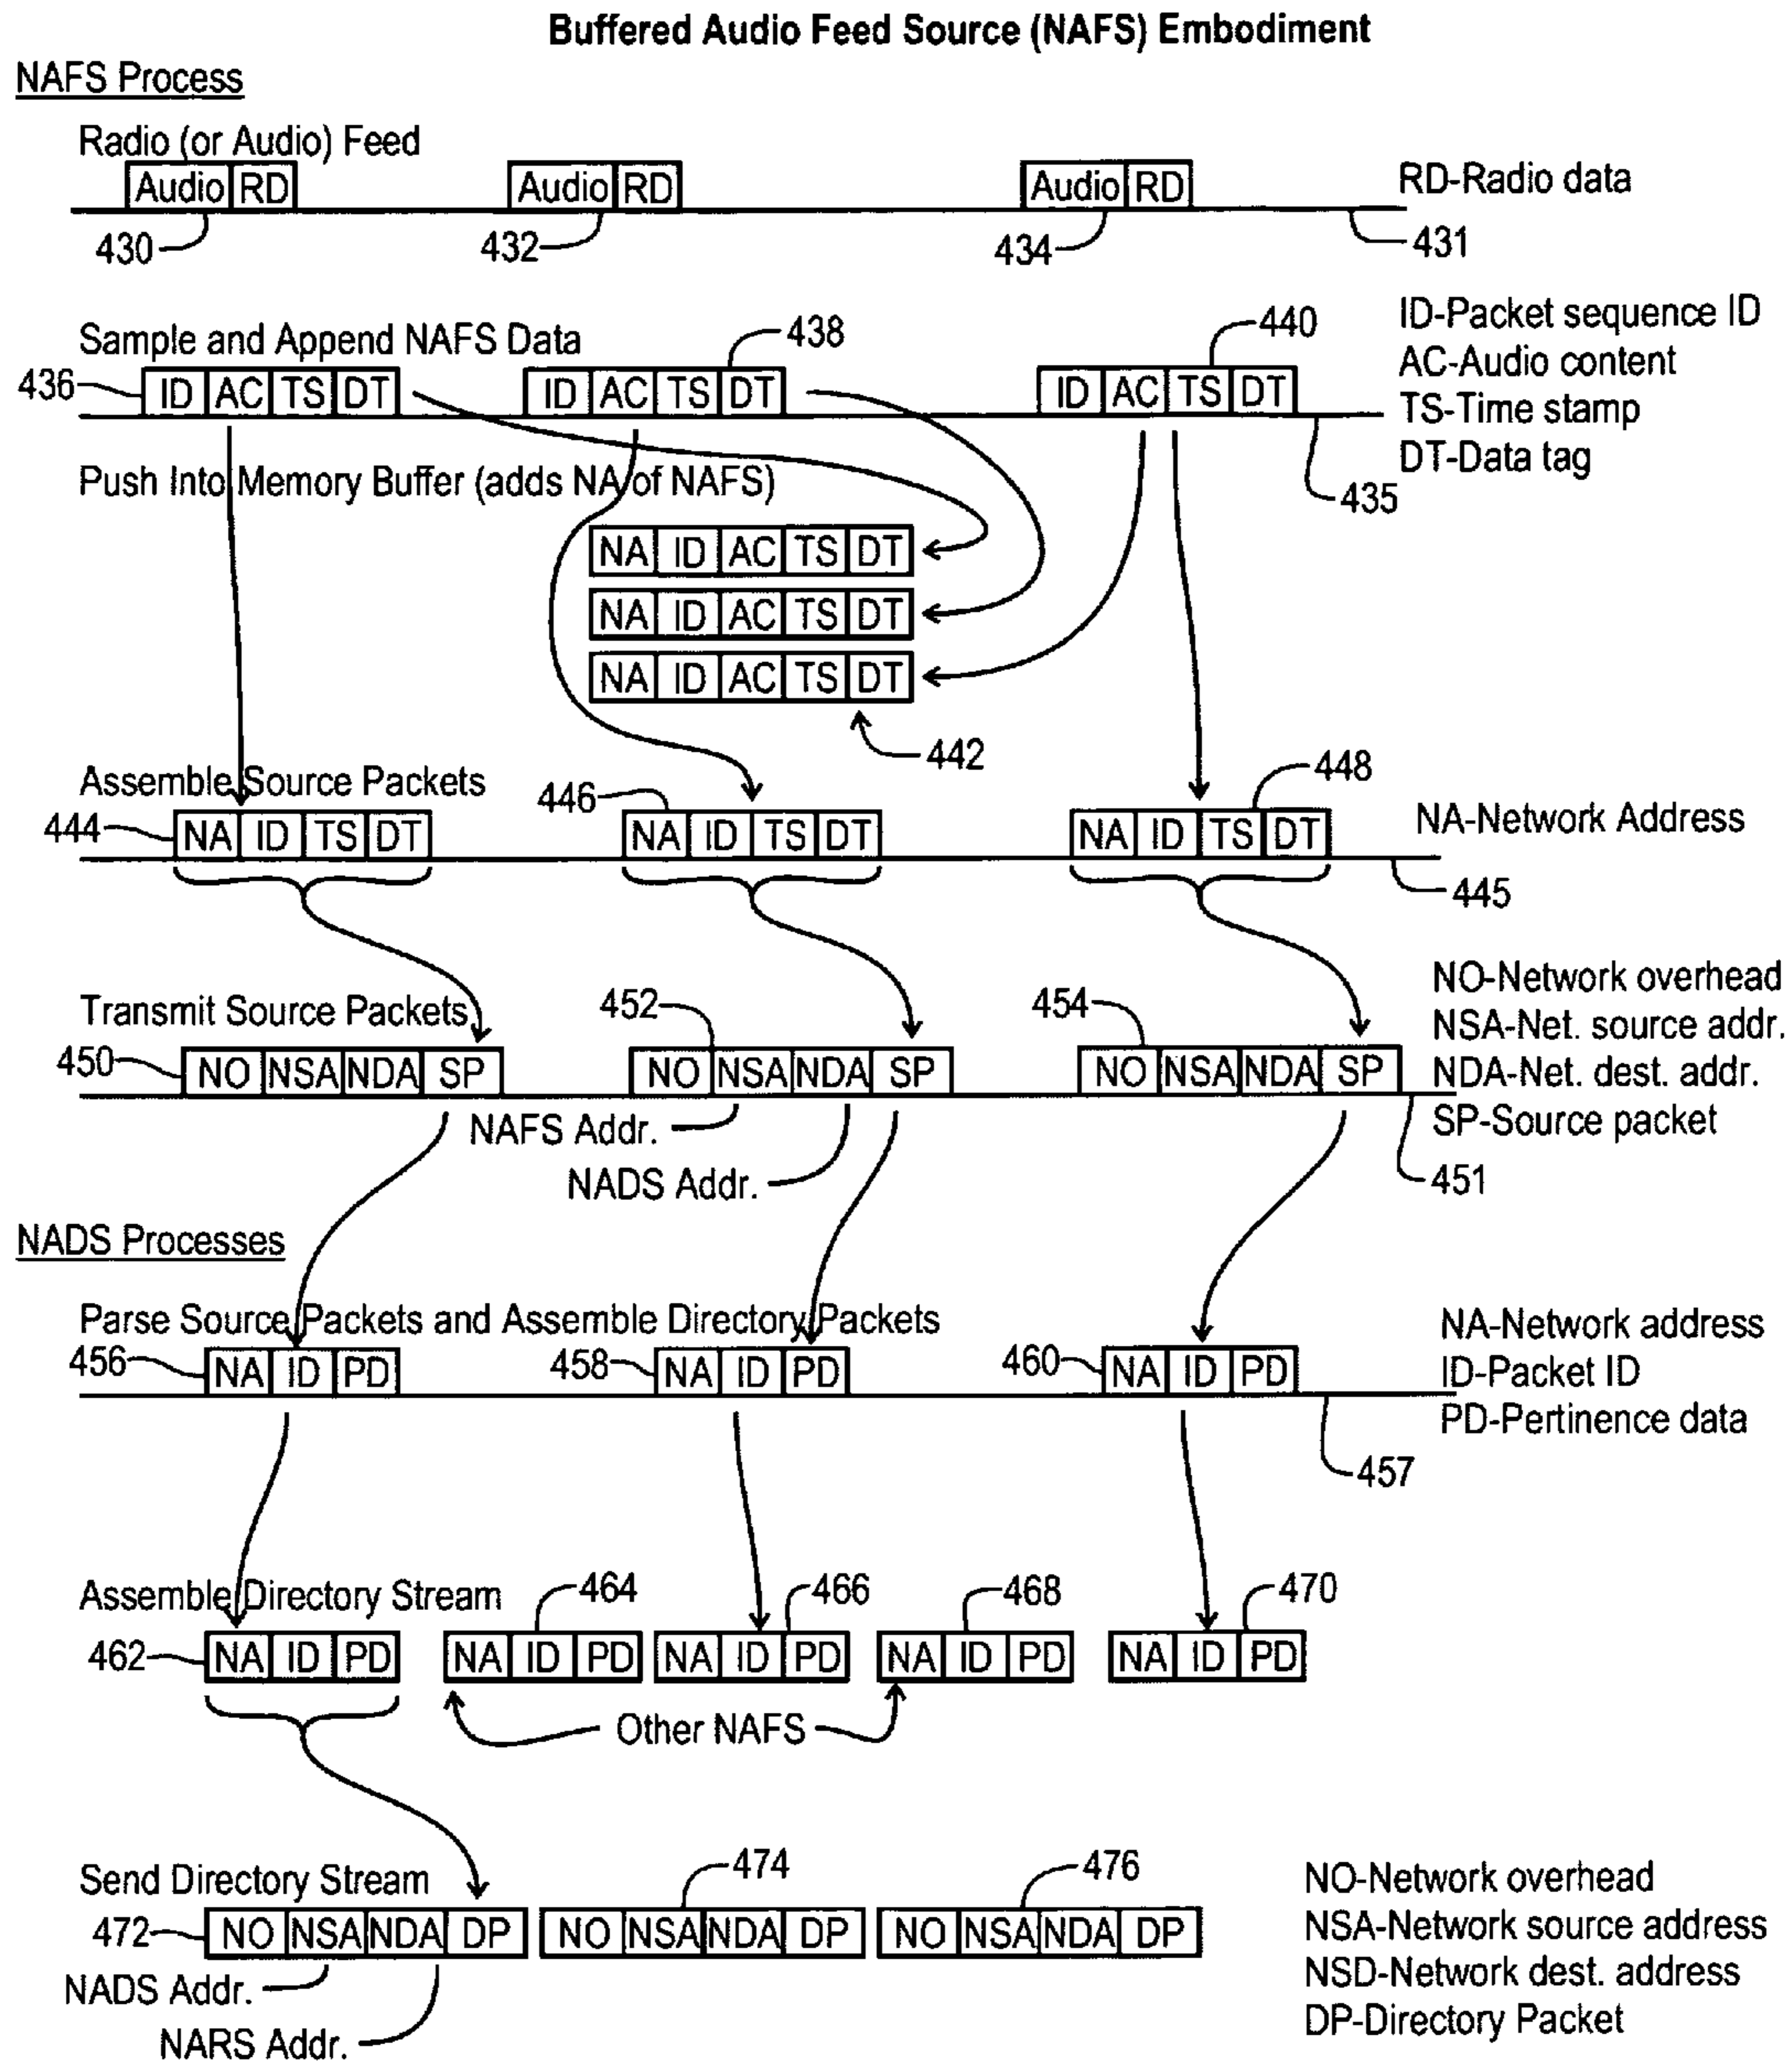 Buffered Audio Feed Source (NAFS) Embodiment
NAFS Process
Radio (or Audio) Feed
Audio RD Audio RD Audio RD RD-Radio data
430 432 434 431
Sample and Append NAFS Data 438 440 ID-Packet sequence ID
AC-Audio content
436 ID AC TS DT ID AC TS DT ID AC TS DT TS-Time stamp
DT-Data tag
Push Into Memory Buffer (adds NA of NAFS) 435
NA ID AC TS DT
NA ID AC TS DT
NA ID AC TS DT
442
Assemble Source Packets 446 448
444 NA ID TS DT NA ID TS DT NA ID TS DT NA-Network Address
445
Transmit Source Packets 452 454 NO-Network overhead
NSA-Net. source addr.
450 NO NSA NDA SP NO NSA NDA SP NO NSA NDA SP NDA-Net. dest. addr.
NAFS Addr. SP-Source packet
NADS Addr. 451
NADS Processes
Parse Source Packets and Assemble Directory Packets NA-Network address
456 NA ID PD 458 NA ID PD 460 NA ID PD ID-Packet ID
PD-Pertinence data
457
Assemble Directory Stream 464 466 468 470
462 NA ID PD NA ID PD NA ID PD NA ID PD NA ID PD
Other NAFS
Send Directory Stream 474 476 NO-Network overhead
472 NO NSA NDA DP NO NSA NDA DP NO NSA NDA DP NSA-Network source address
NADS Addr. NSD-Network dest. address
NARS Addr. DP-Directory Packet